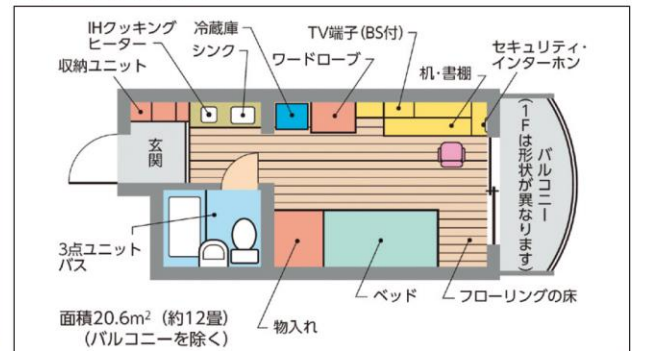 IHクッキング
ヒーター
冷蔵庫
シンク
収納ユニット
TV端子(BS付)
ワードローブ
机・書棚
セキュリティ・
インターホン
玄関
バルコニー
(1Fは形状が異なります)
3点ユニット
バス
ベッド
フローリングの床
物入れ
面積20.6m²(約12畳)
(バルコニーを除く)